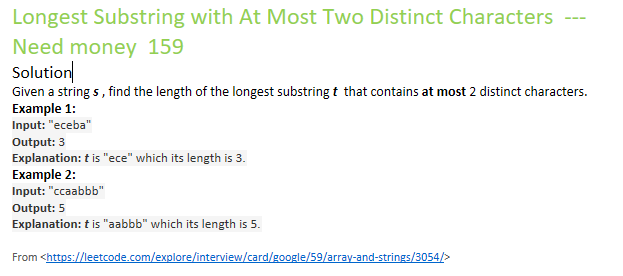 Longest Substring with At Most Two Distinct Characters  ---
Need money  159
Solution
Given a string s , find the length of the longest substring t  that contains at most 2 distinct characters.
Example 1:
Input: "eceba"
Output: 3
Explanation: t is "ece" which its length is 3.
Example 2:
Input: "ccaabbb"
Output: 5
Explanation: t is "aabbb" which its length is 5.
From <https://leetcode.com/explore/interview/card/google/59/array-and-strings/3054/>